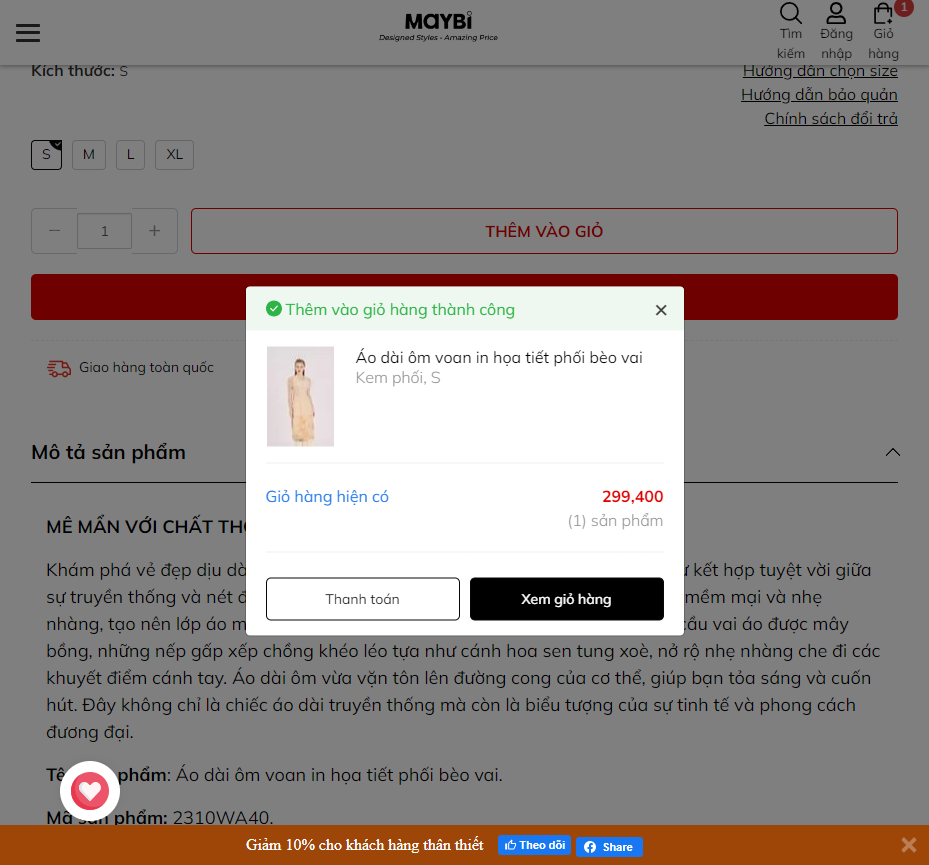 MAYBI
Designed Styles - Amazing Price
Tìm kiếm
Đăng nhập
Giỏ hàng
1
Kích thước: S
Hướng dẫn chọn size
Hướng dẫn bảo quản
Chính sách đổi trả
S
M
L
XL
1
THÊM VÀO GIỎ
Thêm vào giỏ hàng thành công
Áo dài ôm voan in họa tiết phối bèo vai
Kem phối, S
Giỏ hàng hiện có
299,400
(1) sản phẩm
Thanh toán
Xem giỏ hàng
Giao hàng toàn quốc
Mô tả sản phẩm
MÊ MẨN VỚI CHẤT
Khám phá vẻ đẹp dịu
kết hợp tuyệt vời giữa
sự truyền thống và nét
mềm mại và nhẹ
nhàng, tạo nên lớp áo
vai áo được mây
bồng, những nếp gấp xếp chồng khéo léo tựa như cánh hoa sen tung xoè, nở rộ nhẹ nhàng che đi các
khuyết điểm cánh tay. Áo dài ôm vừa vặn tôn lên đường cong của cơ thể, giúp bạn tỏa sáng và cuốn
hút. Đây không chỉ là chiếc áo dài truyền thống mà còn là biểu tượng của sự tinh tế và phong cách
đương đại.
phẩm: Áo dài ôm voan in họa tiết phối bèo vai.
Mã sản phẩm: 2310WA40.
Giảm 10% cho khách hàng thân thiết
Theo dõi
Share